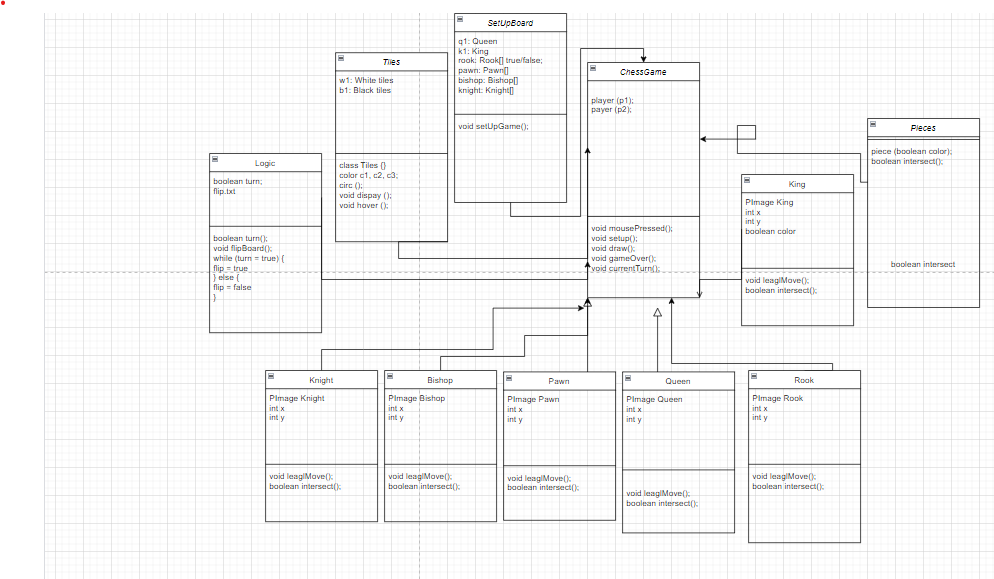 SetUpBoard
q1: Queen
k1: King
rook: Rook[] true/false;
pawn: Pawn[]
bishop: Bishop[]
knight: Knight[]
void setUpGame();
Tiles
w1: White tiles
b1: Black tiles
class Tiles {}
color c1, c2, c3;
circ ();
void dispay ();
void hover ();
ChessGame
player (p1);
payer (p2);
void mousePressed();
void setup();
void draw();
void gameOver();
void currentTurn();
Pieces
piece (boolean color);
boolean intersect();
boolean intersect
Logic
boolean turn;
flip.txt
boolean turn();
void flipBoard();
while (turn = true) {
flip = true
} else {
flip = false
}
King
PImage King
int x
int y
boolean color
void leaglMove();
boolean intersect();
Knight
PImage Knight
int x
int y
void leaglMove();
boolean intersect();
Bishop
PImage Bishop
int x
int y
void leaglMove();
boolean intersect();
Pawn
PImage Pawn
int x
int y
void leaglMove();
boolean intersect();
Queen
PImage Queen
int x
int y
void leaglMove();
boolean intersect();
Rook
PImage Rook
int x
int y
void leaglMove();
boolean intersect();